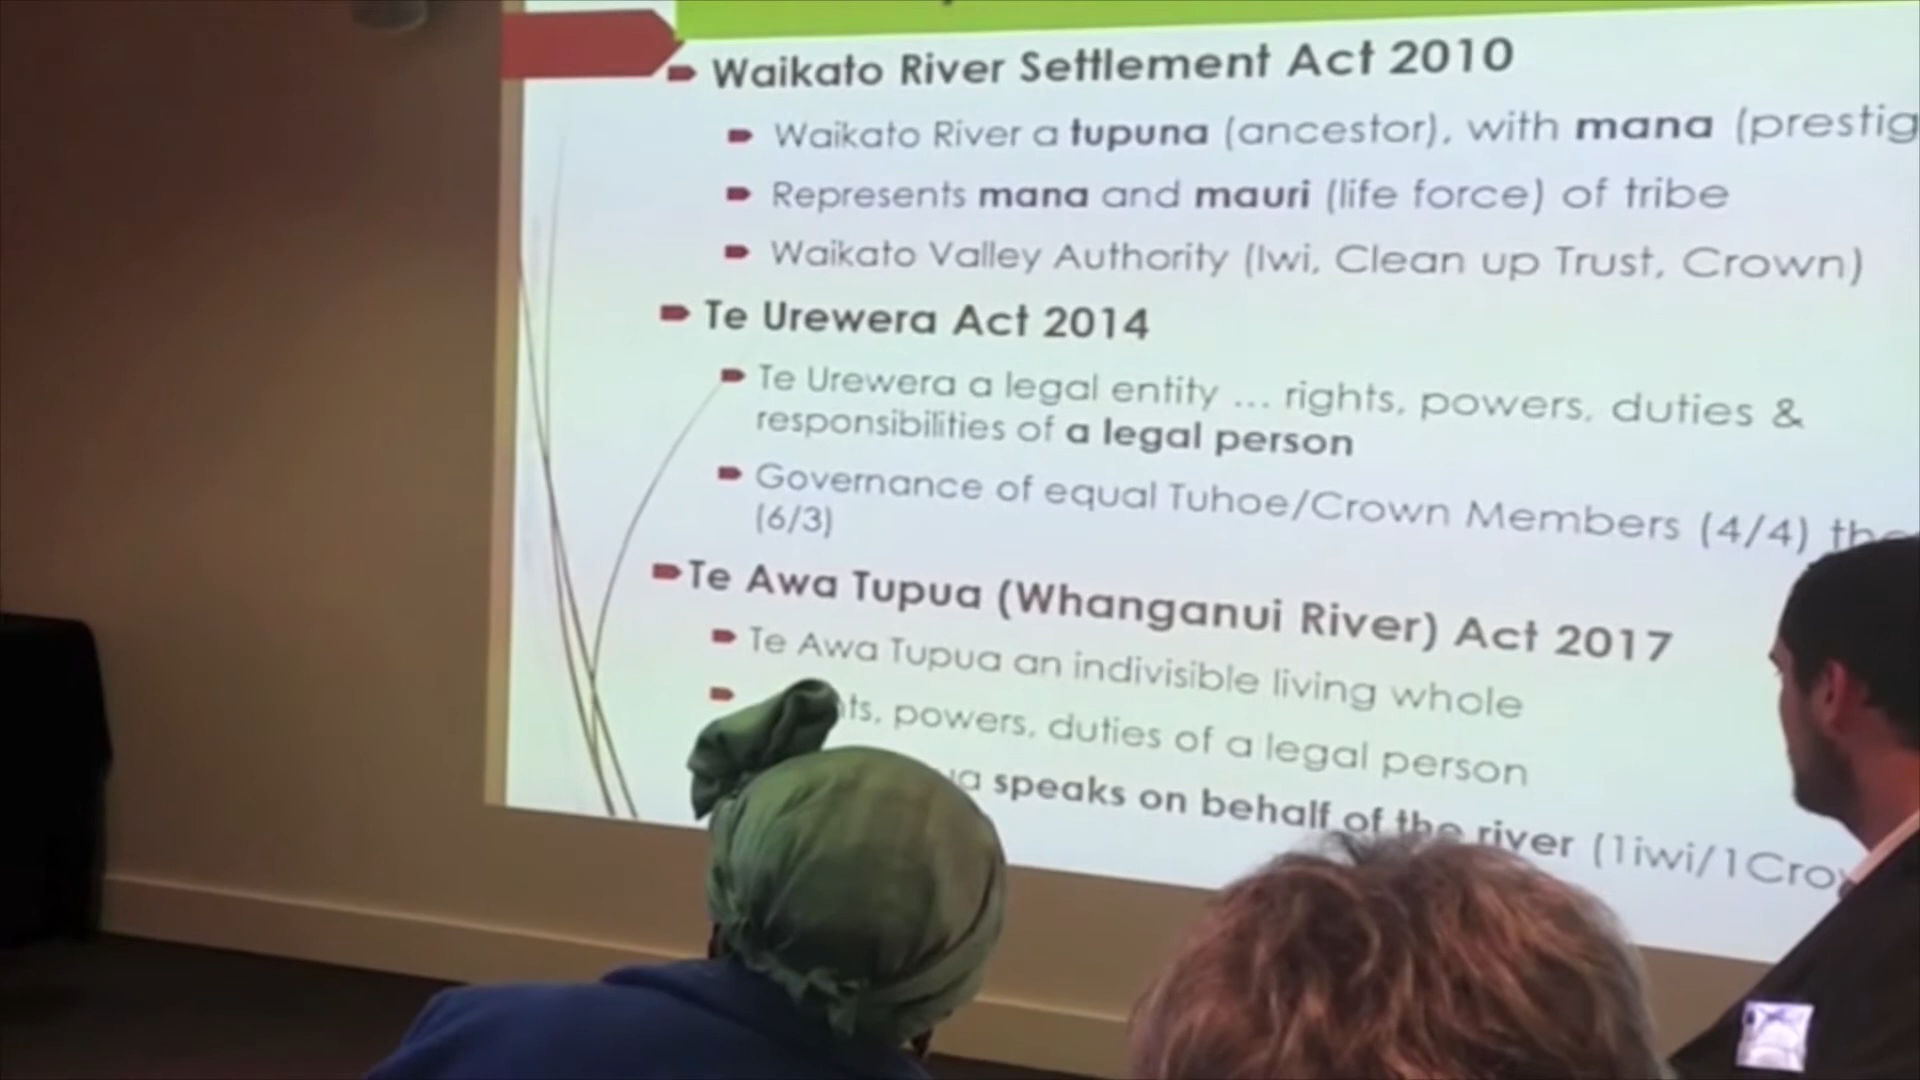 Waikato River Settlement Act 2010
Waikato River a tupuna (ancestor), with mana (prestig
Represents mana and mauri (life force) of tribe
Waikato Valley Authority (Iwi, Clean up Trust, Crown)
Te Urewera Act 2014
Te Urewera a legal entity ... rights, powers, duties &
responsibilities of a legal person
Governance of equal Tuhoe/Crown Members (4/4)
(6/3)
Te Awa Tupua (Whanganui River) Act 2017
Te Awa Tupua an indivisible living whole
powers, duties of a legal person
speaks on behalf of the river (1iwi/1Cro